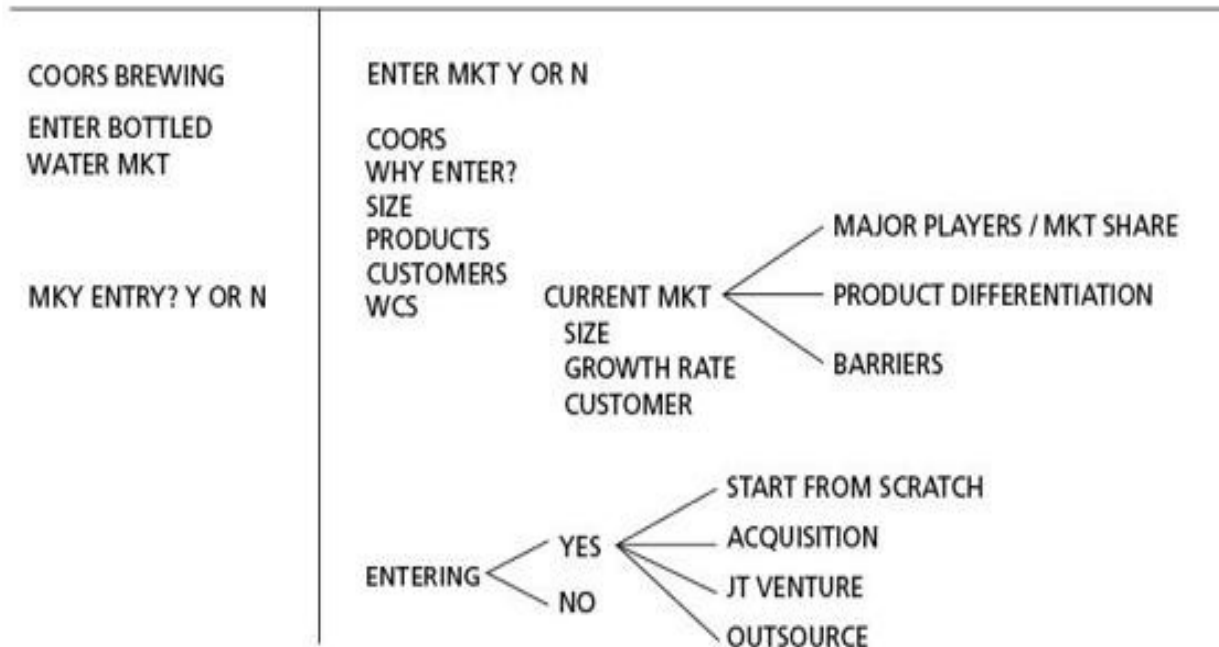 COORS BREWING
ENTER BOTTLED
WATER MKT
MKY ENTRY? Y OR N
ENTER MKT Y OR N
COORS
WHY ENTER?
SIZE
PRODUCTS
CUSTOMERS
WCS
CURRENT MKT
SIZE
GROWTH RATE
CUSTOMER
MAJOR PLAYERS / MKT SHARE
PRODUCT DIFFERENTIATION
BARRIERS
ENTERING
YES
NO
START FROM SCRATCH
ACQUISITION
JT VENTURE
OUTSOURCE